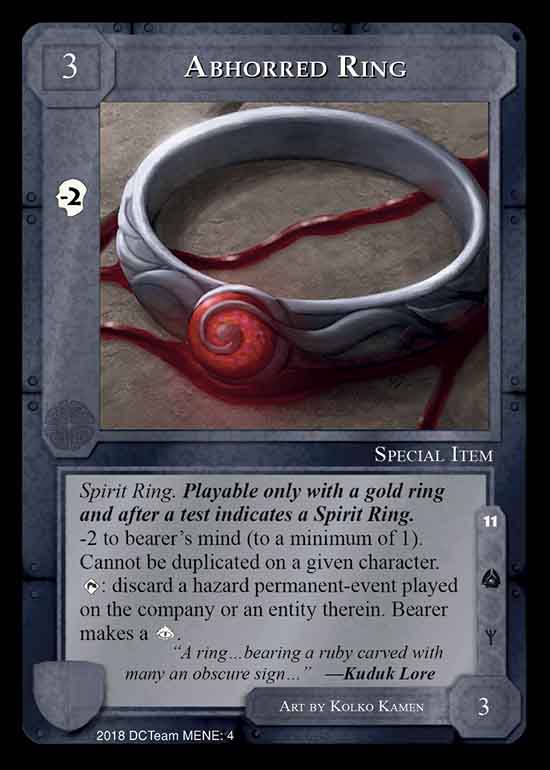 3
ABHORRED RING
-2
SPECIAL ITEM
Spirit Ring. Playable only with a gold ring
and after a test indicates a Spirit Ring.
-2 to bearer’s mind (to a minimum of 1).
Cannot be duplicated on a given character.
: discard a hazard permanent-event played
on the company or an entity therein. Bearer
makes a .
“A ring…bearing a ruby carved with
many an obscure sign…” —Kuduk Lore
11
ART BY KOLKO KAMEN
3
2018 DCTeam MENE: 4